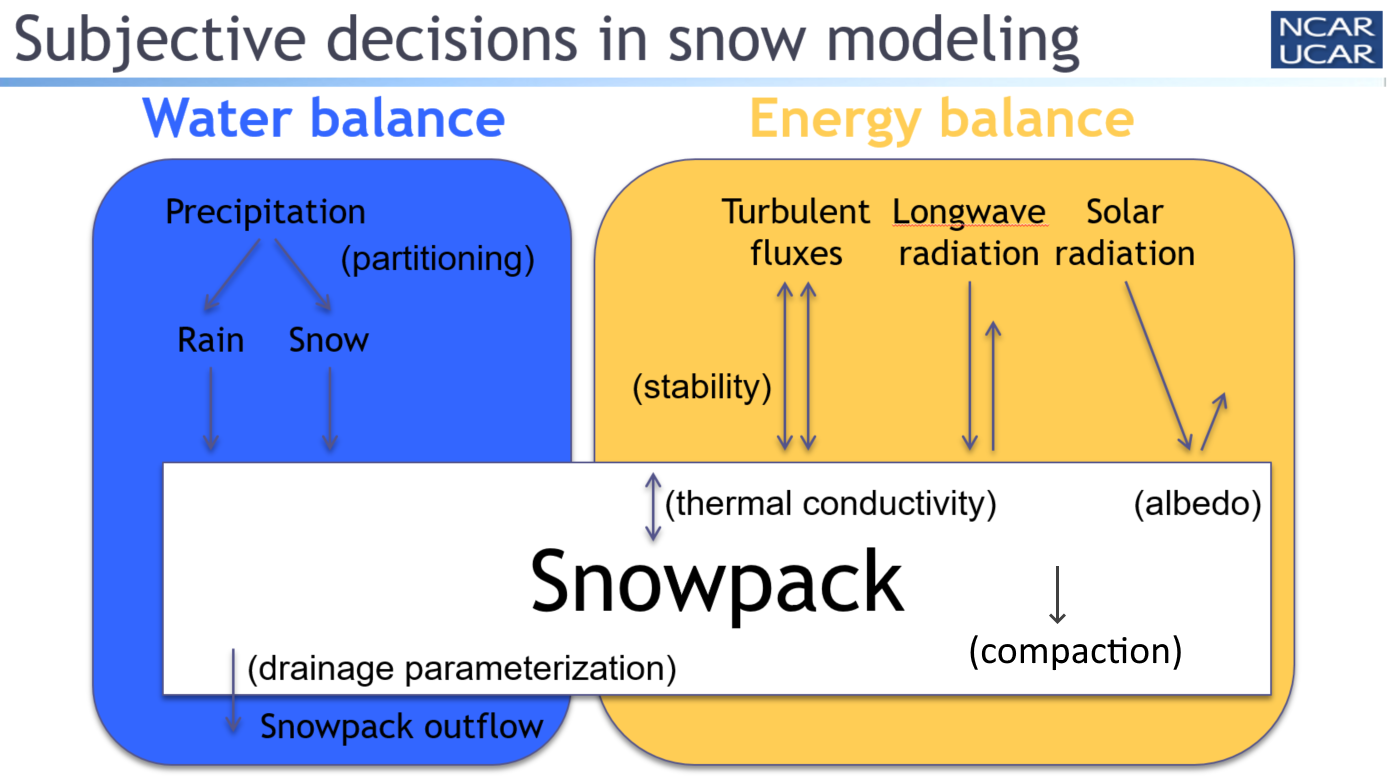 Subjective decisions in snow modeling
NCAR
UCAR
Water balance
Energy balance
Precipitation
(partitioning)
Rain
Snow
Turbulent
fluxes
Longwave
radiation
Solar
radiation
(stability)
(thermal conductivity)
(albedo)
Snowpack
(compaction)
(drainage parameterization)
Snowpack outflow